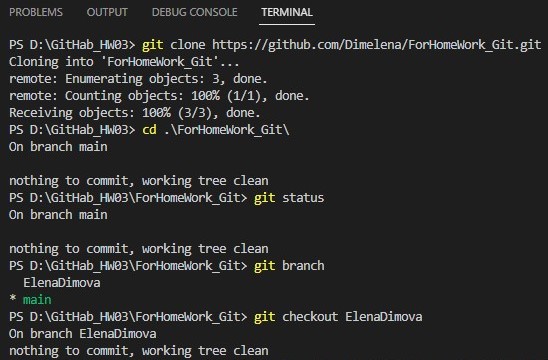 PROBLEMS OUTPUT DEBUG CONSOLE TERMINAL
PS D:\GitHab_HW03> git clone https://github.com/Dimelena/ForHomeWork_Git.git
Cloning into 'ForHomeWork_Git'...
remote: Enumerating objects: 3, done.
remote: Counting objects: 100% (1/1), done.
Receiving objects: 100% (3/3), done.
PS D:\GitHab_HW03> cd .\ForHomeWork_Git\
On branch main
nothing to commit, working tree clean
PS D:\GitHab_HW03\ForHomeWork_Git> git status
On branch main
nothing to commit, working tree clean
PS D:\GitHab_HW03\ForHomeWork_Git> git branch
  ElenaDimova
* main
PS D:\GitHab_HW03\ForHomeWork_Git> git checkout ElenaDimova
On branch ElenaDimova
nothing to commit, working tree clean